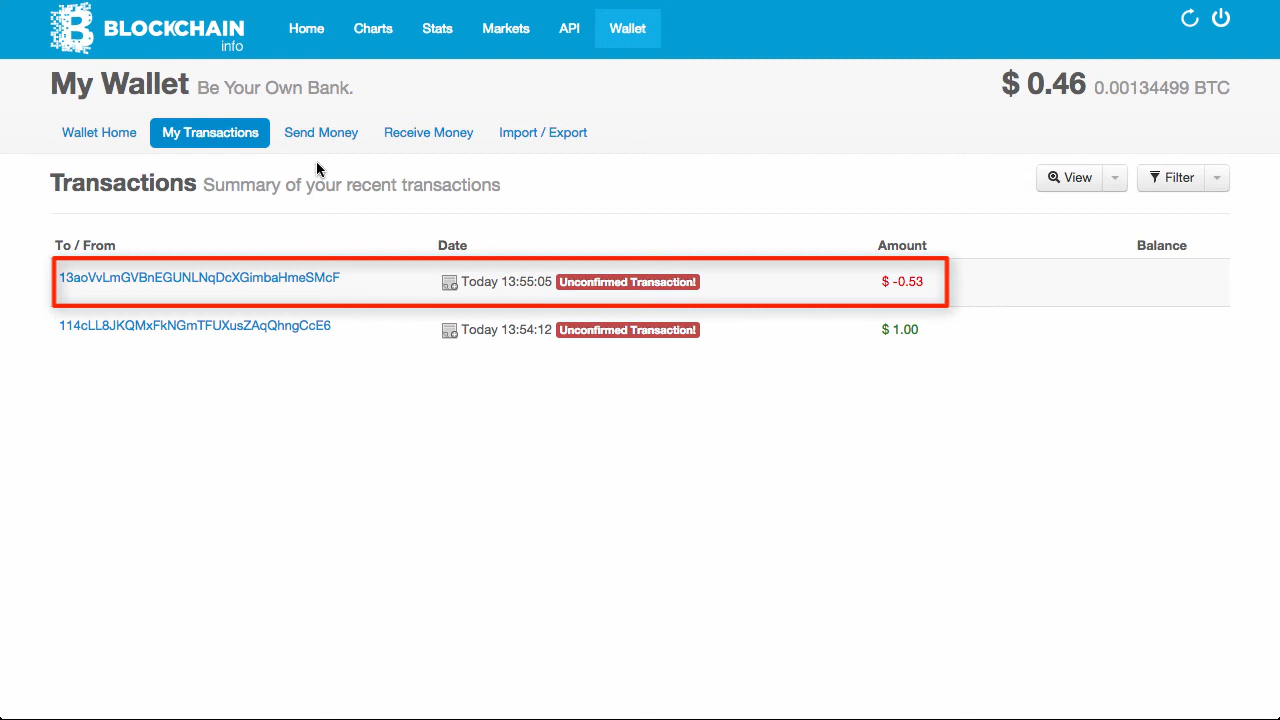 BLOCKCHAIN
info
Home Charts Stats Markets API Wallet
My Wallet Be Your Own Bank.
$ 0.46 0.00134499 BTC
Wallet Home My Transactions Send Money Receive Money Import / Export
Transactions Summary of your recent transactions
View Filter
To / From Date Amount Balance
13aoVvLmGVBnEGUNLNqDcXGimbaHmeSMcF Today 13:55:05 Unconfirmed Transaction! $ -0.53
114cLL8JKQMxFkNGmTFUXusZAqQhngCcE6 Today 13:54:12 Unconfirmed Transaction! $ 1.00